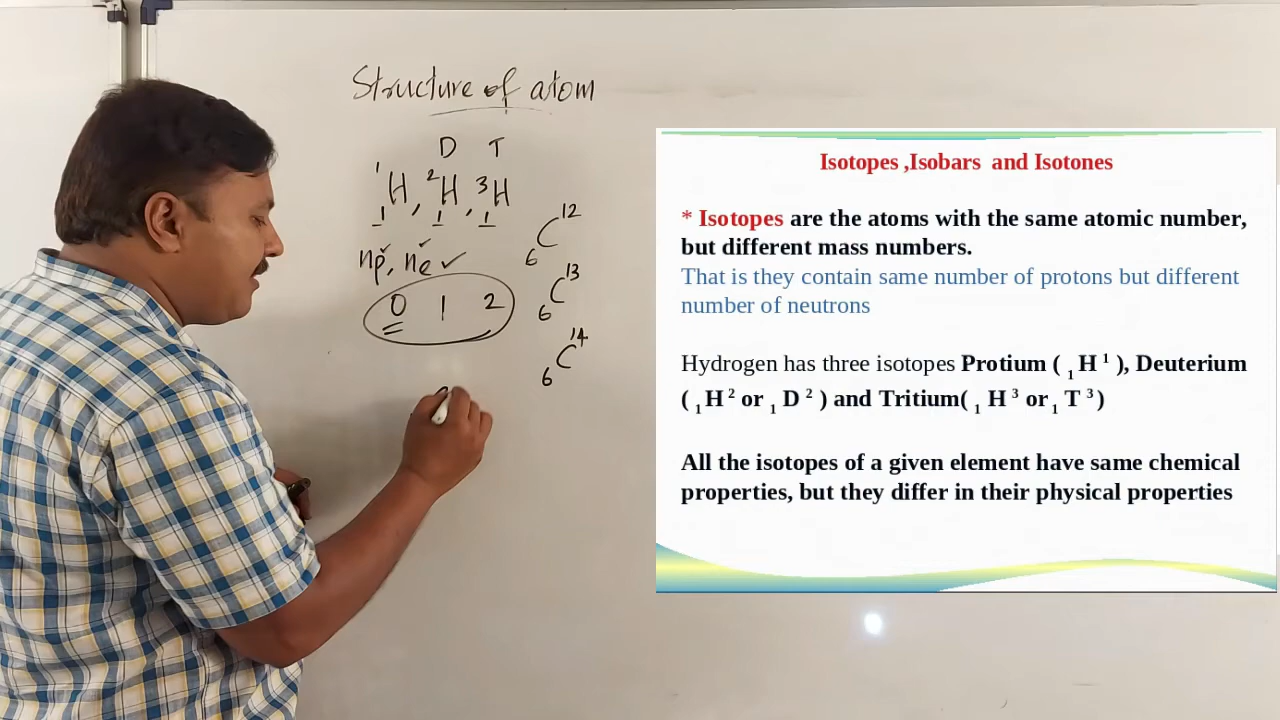 Structure of atom
D T
¹H, ²H, ³H
1 1 1
np, ne ✓
0 1 2
₆C¹²
₆C¹³
₆C¹⁴
Isotopes ,Isobars and Isotones
* Isotopes are the atoms with the same atomic number,
but different mass numbers.
That is they contain same number of protons but different
number of neutrons
Hydrogen has three isotopes Protium ( ₁H ¹ ), Deuterium
( ₁H ² or ₁ D ² ) and Tritium( ₁ H ³ or ₁ T ³ )
All the isotopes of a given element have same chemical
properties, but they differ in their physical properties